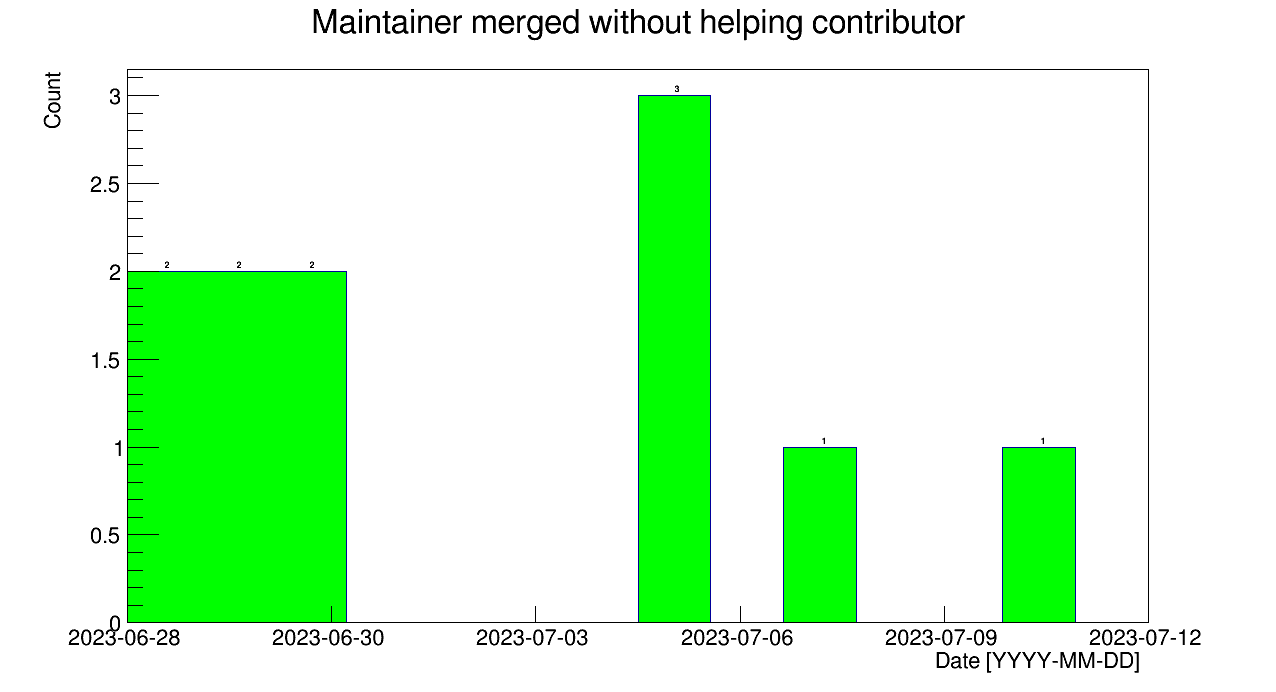 Maintainer merged without helping contributor
Count
3
2.5
2
1.5
1
0.5
0
2 2 2 3 1 1
2023-06-28 2023-06-30 2023-07-03 2023-07-06 2023-07-09 2023-07-12
Date [YYYY-MM-DD]